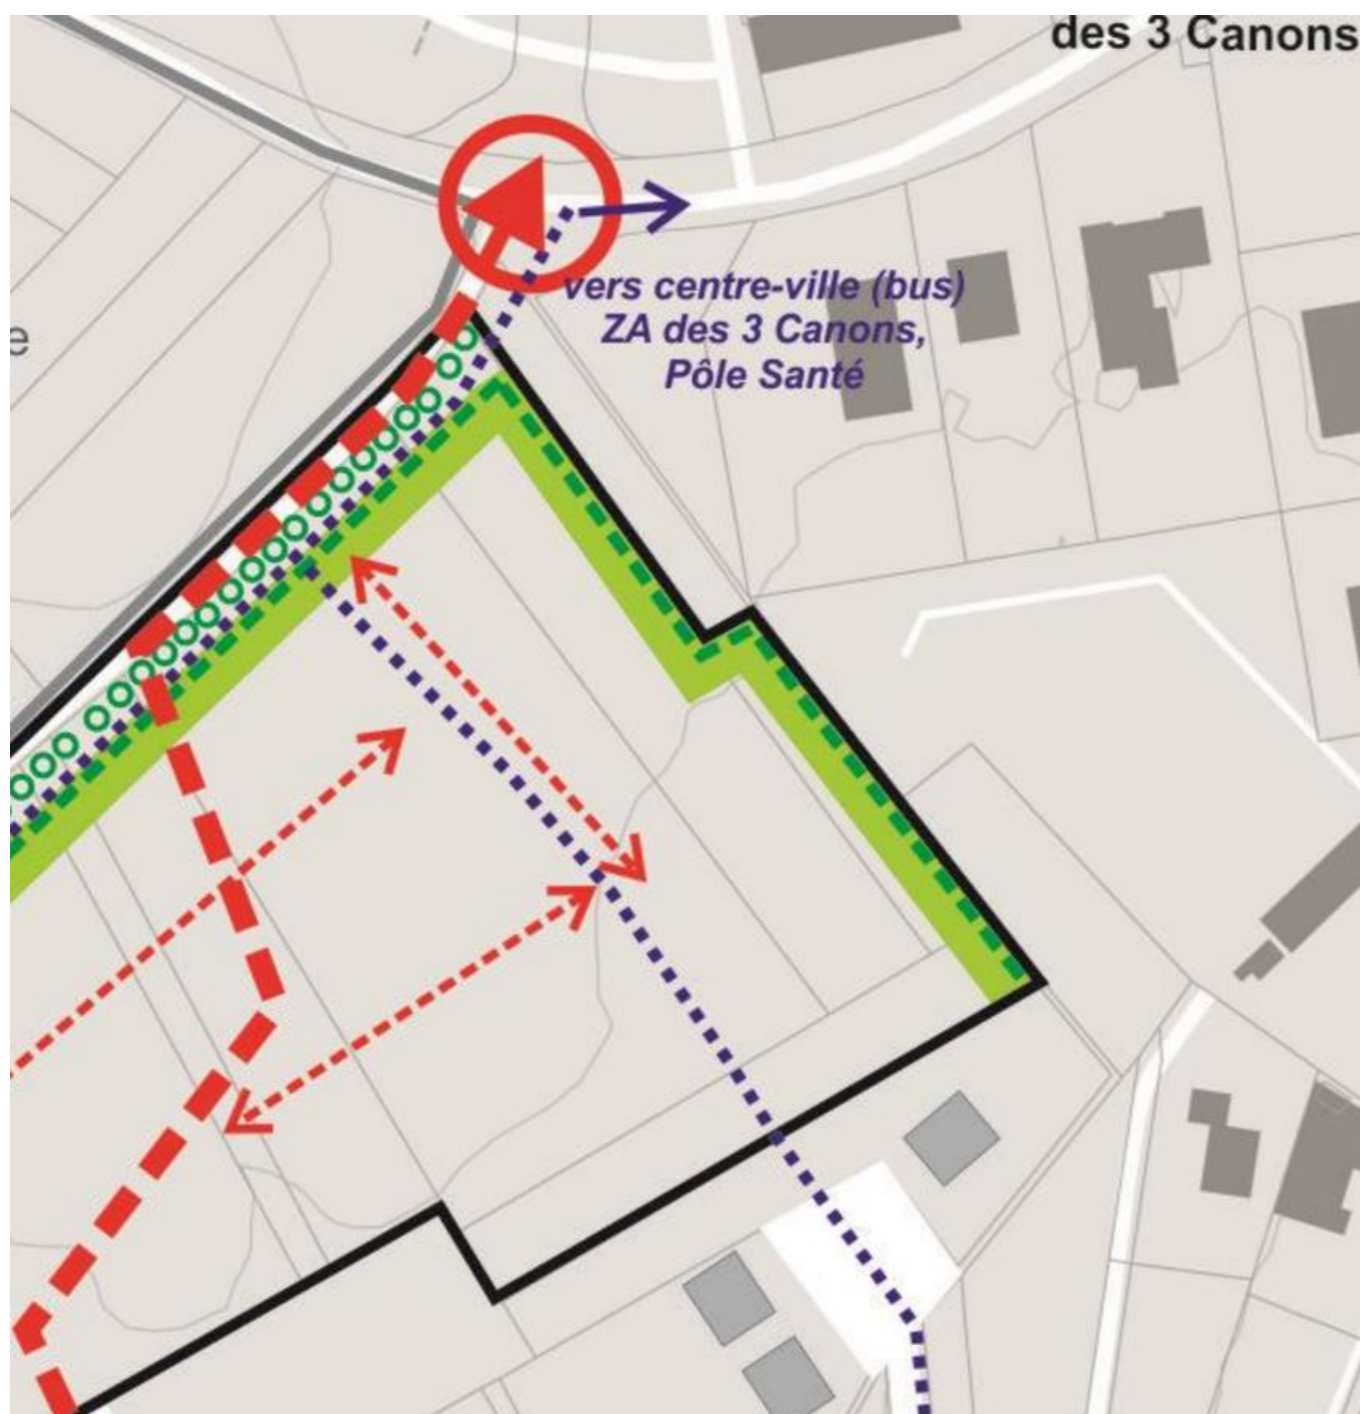 des 3 Canons
e
vers centre-ville (bus)
ZA des 3 Canons,
Pôle Santé